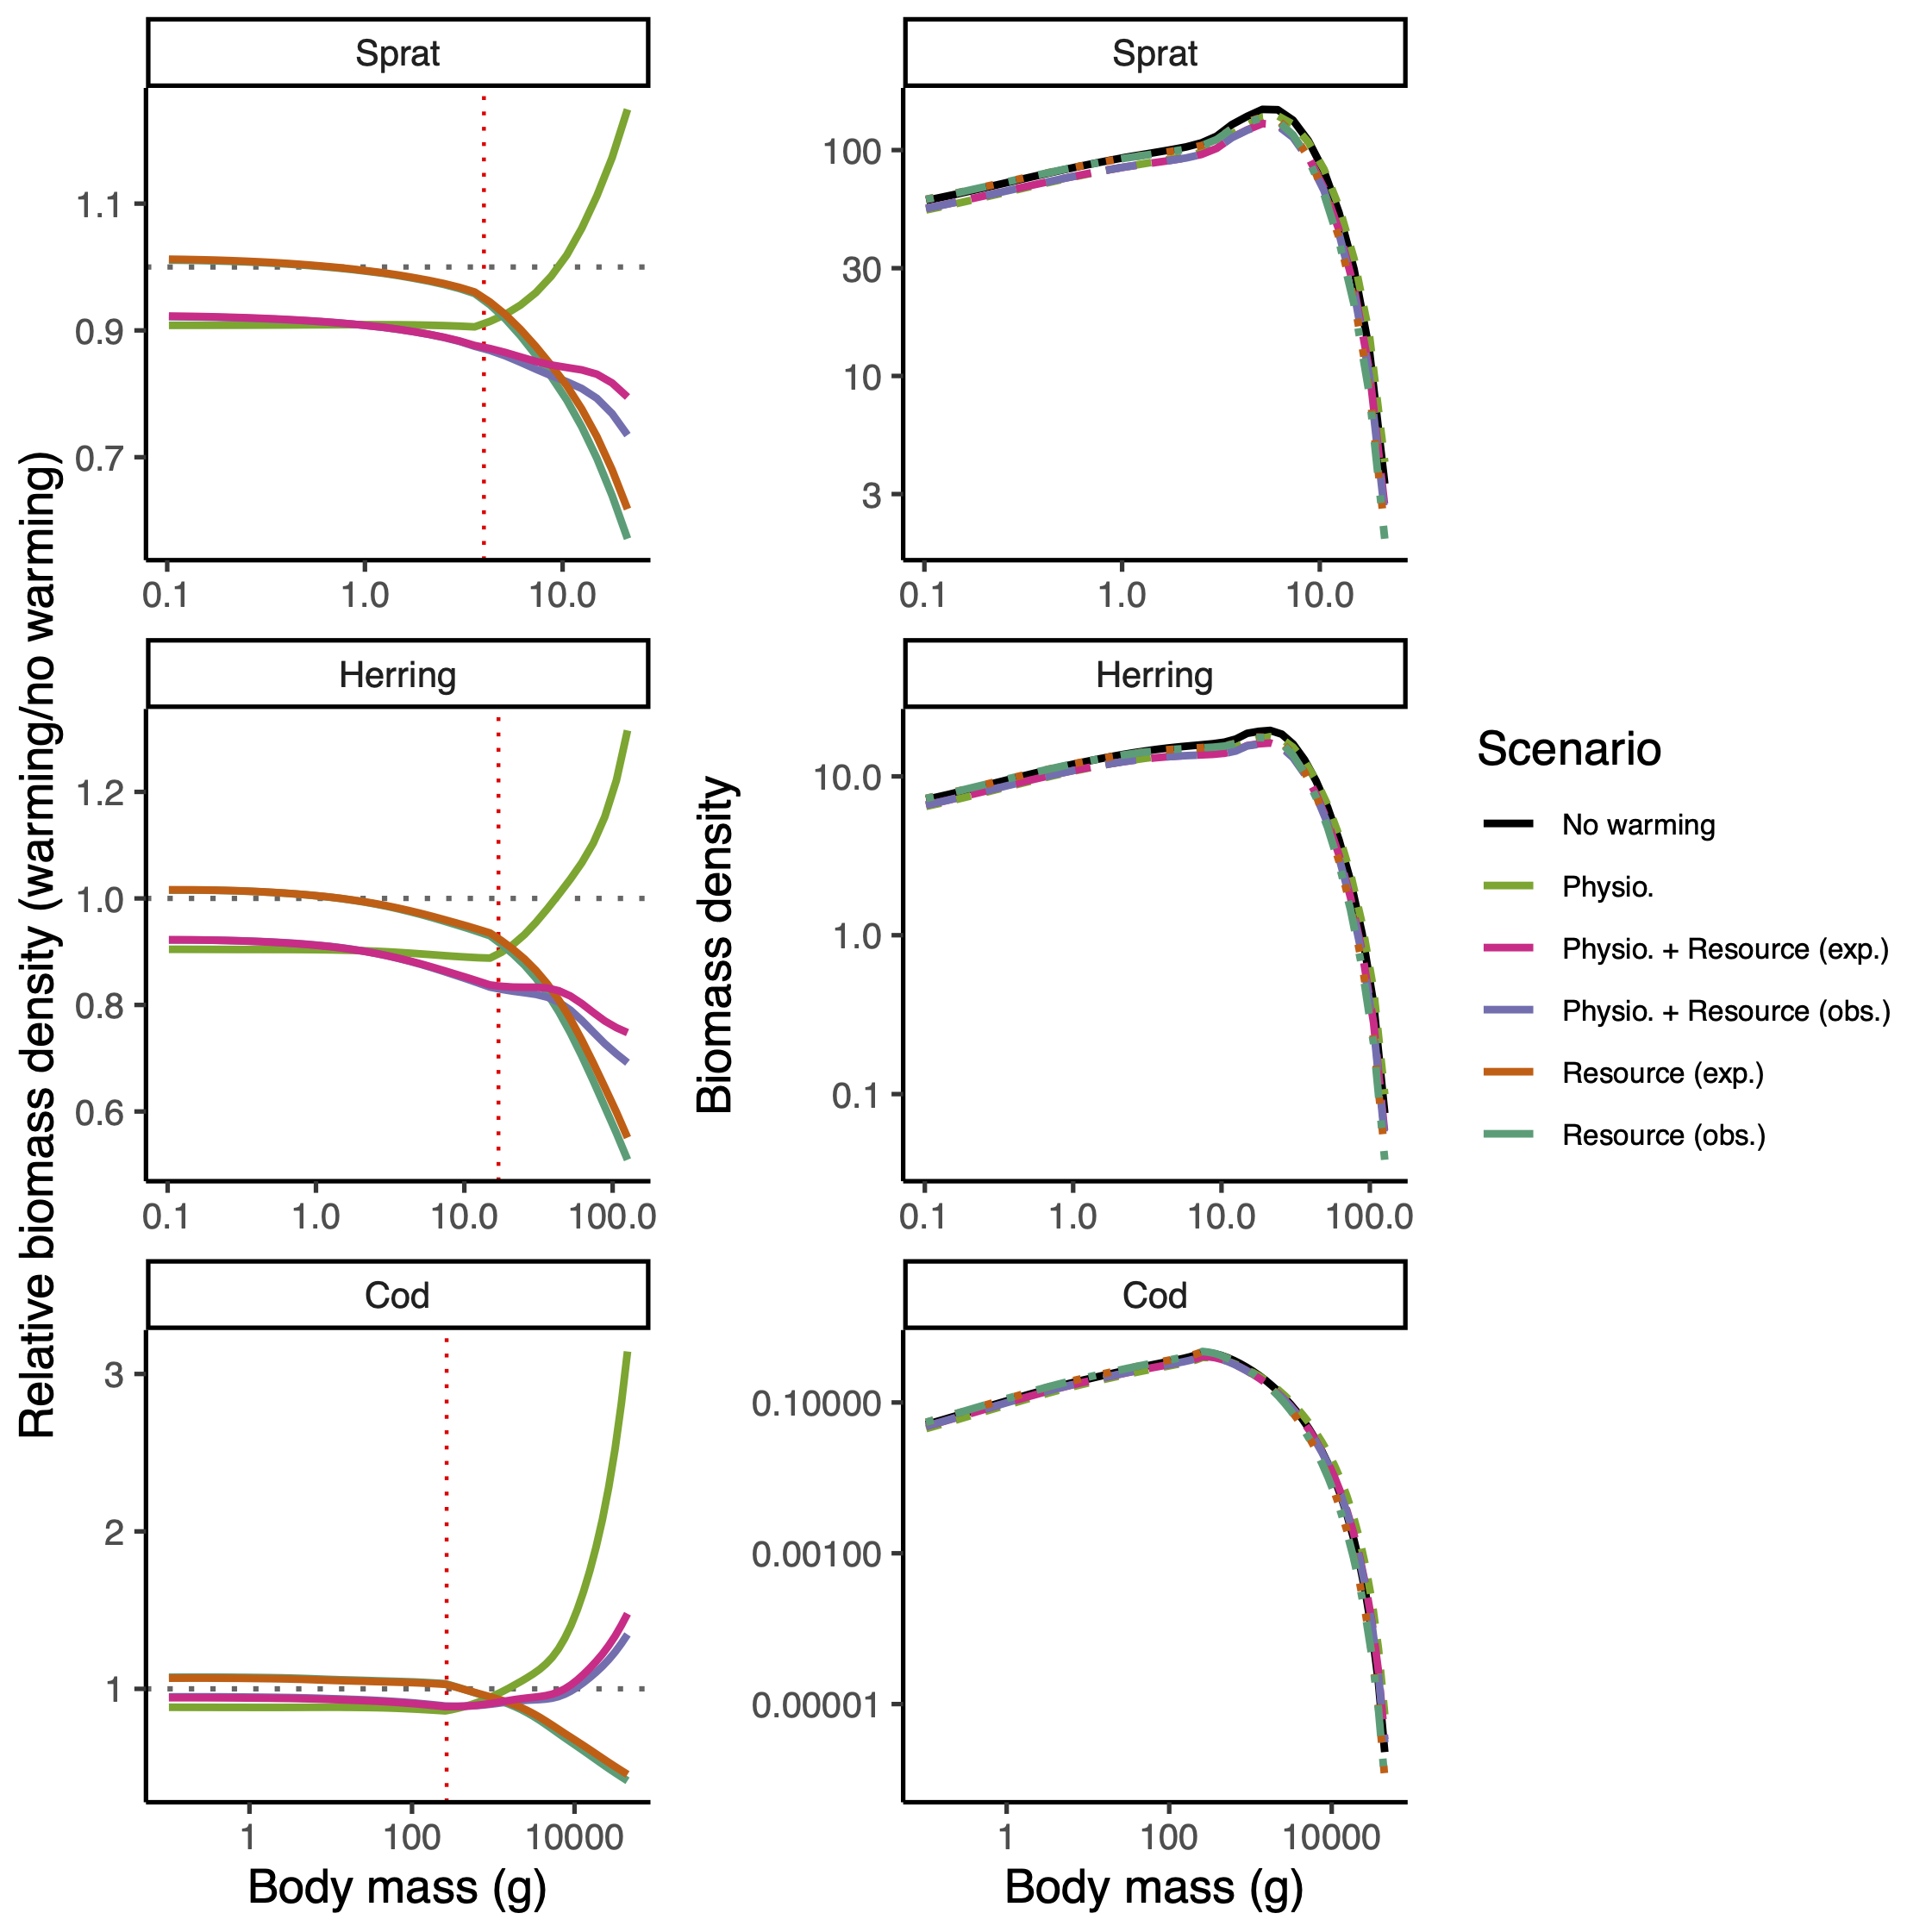 Sprat
Sprat
1.1
0.9
0.7
0.1
1.0
10.0
100
30
10
3
0.1
1.0
10.0
Herring
Herring
1.2
1.0
0.8
0.6
0.1
1.0
10.0
100.0
10.0
1.0
0.1
0.1
1.0
10.0
100.0
Cod
Cod
3
2
1
1
100
10000
0.10000
0.00100
0.00001
1
100
10000
Relative biomass density (warming/no warming)
Biomass density
Body mass (g)
Body mass (g)
Scenario
No warming
Physio.
Physio. + Resource (exp.)
Physio. + Resource (obs.)
Resource (exp.)
Resource (obs.)